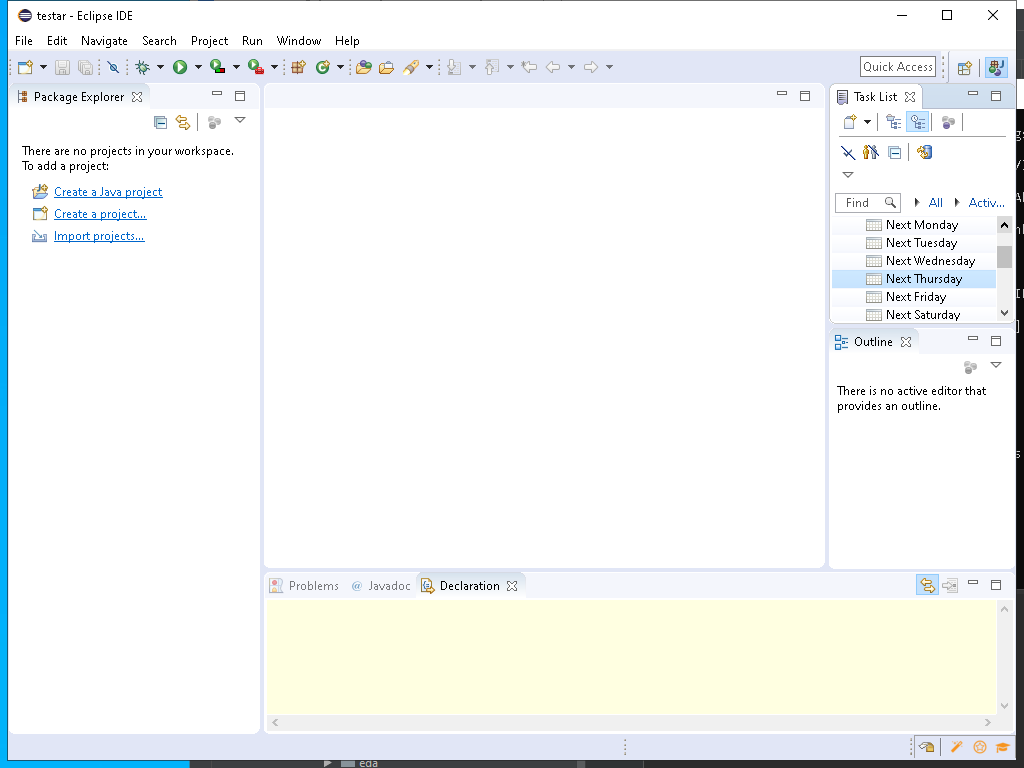 testar - Eclipse IDE
File Edit Navigate Search Project Run Window Help
Quick Access
Package Explorer
There are no projects in your workspace.
To add a project:
Create a Java project
Create a project...
Import projects...
Task List
Find
All
Activ...
Next Monday
Next Tuesday
Next Wednesday
Next Thursday
Next Friday
Next Saturday
Outline
There is no active editor that
provides an outline.
Problems
@ Javadoc
Declaration
eda